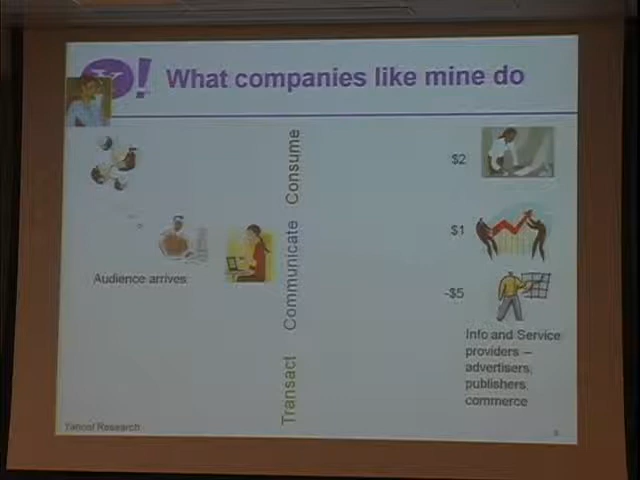 Y!
What companies like mine do
Consume
Communicate
Transact
$2
$1
-$5
Audience arrives
Info and Service
providers –
advertisers,
publishers,
commerce
Yahoo! Research